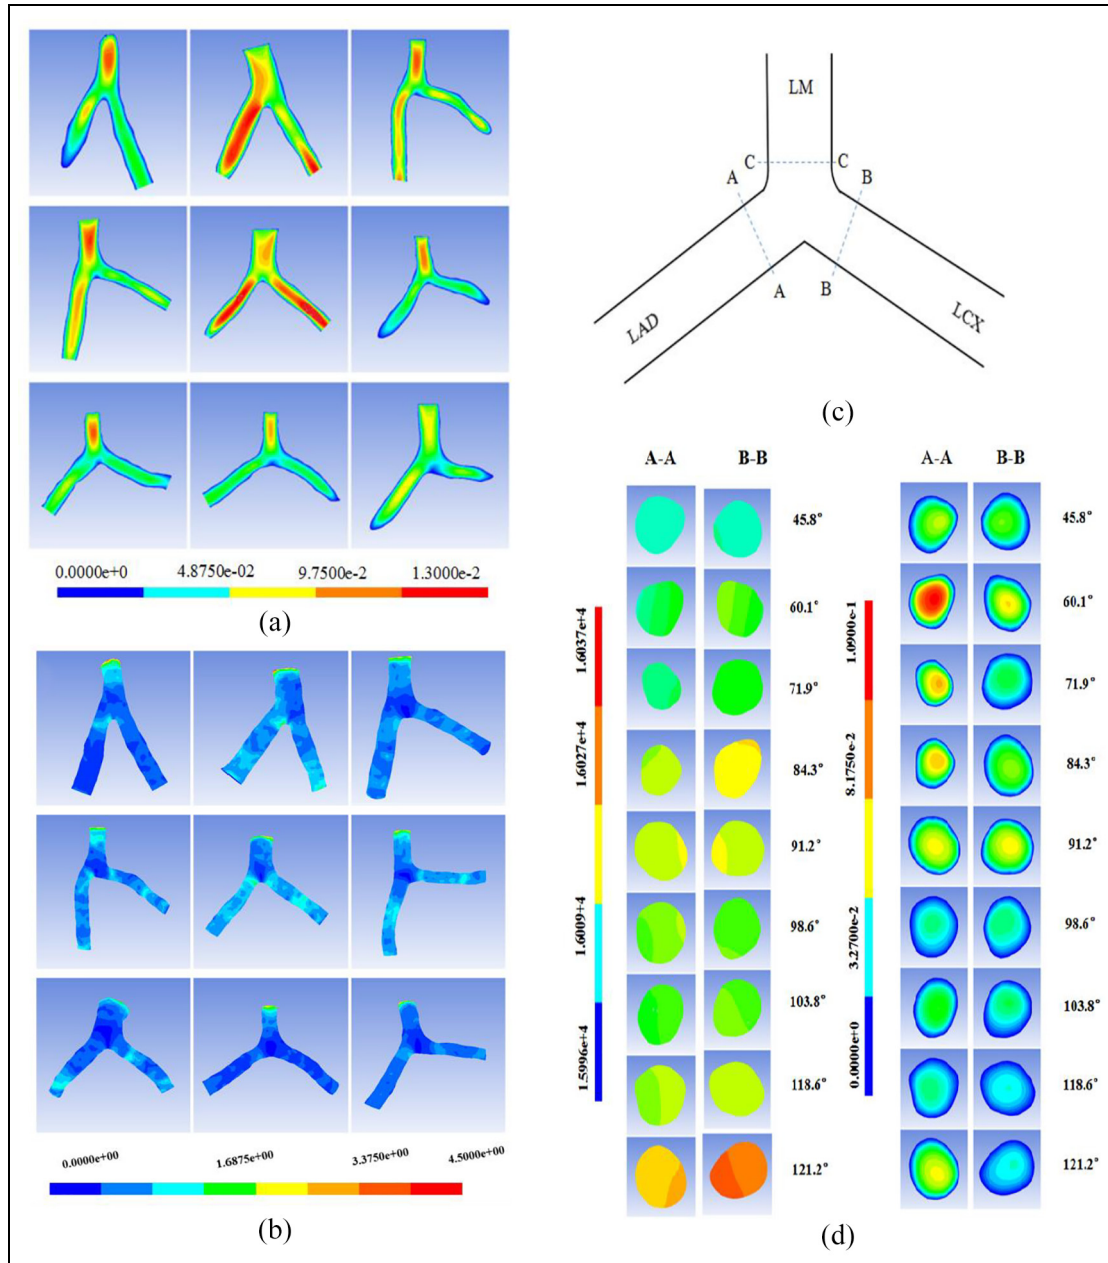 0.0000e+0 4.8750e-02 9.7500e-2 1.3000e-2
(a)
0.0000e+00 1.6875e+00 3.3750e+00 4.5000e+00
(b)
LM
C C
A B
A B
LAD LCX
(c)
A-A B-B
45.8°
60.1°
71.9°
84.3°
91.2°
98.6°
103.8°
118.6°
121.2°
1.6037e+4
1.6027e+4
1.6009+4
1.5996e+4
A-A B-B
45.8°
60.1°
71.9°
84.3°
91.2°
98.6°
103.8°
118.6°
121.2°
1.0900e-1
8.1750e-2
3.2700e-2
0.0000e+0
(d)